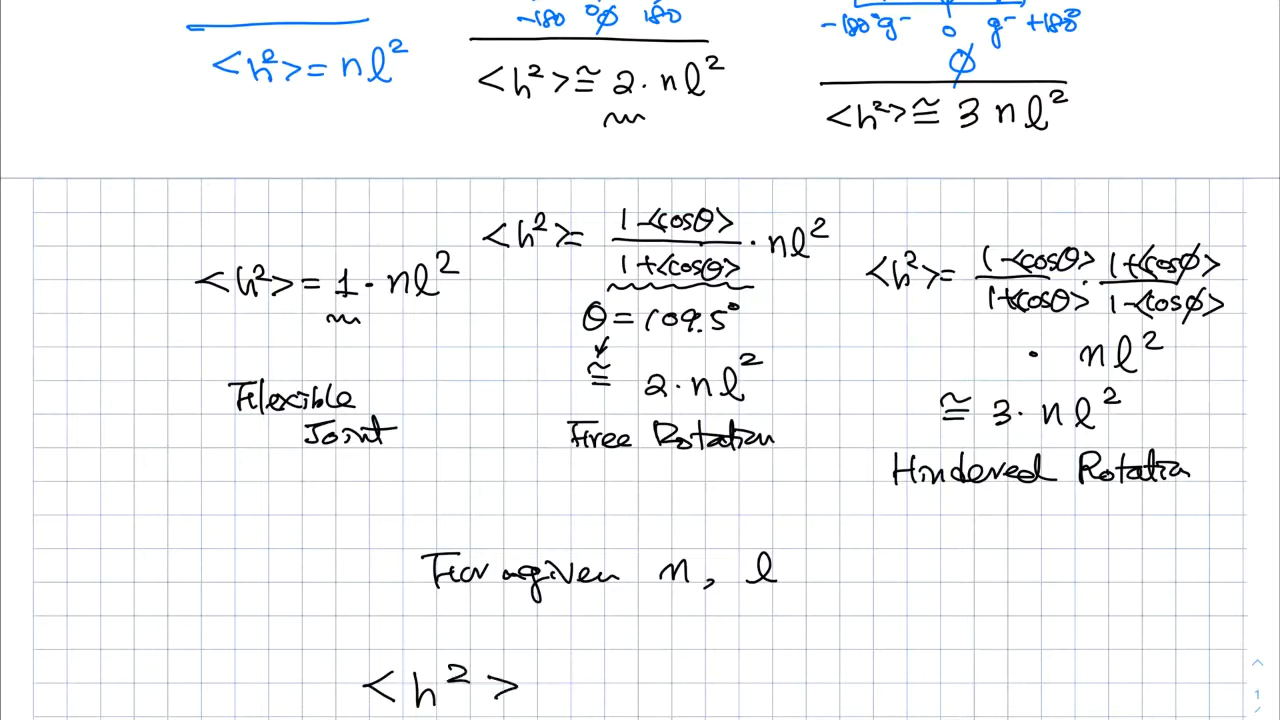 -180 0 ϕ 180
-180° g⁻ 0 g⁻ +180°
ϕ
<h²> = nl²
<h²> ≅ 2 · nl²
<h²> ≅ 3 nl²
<h²> = 1 · nl²
Flexible
Joint
<h²> = (1-<cosθ>)/(1+<cosθ>) · nl²
θ = 109.5°
≅ 2 · nl²
Free Rotation
<h²> = (1-<cosθ>)/(1+<cosθ>) · (1+<cosϕ>)/(1-<cosϕ>)
· nl²
≅ 3 · nl²
Hindered Rotatin
For a given n, l
<h²>
1